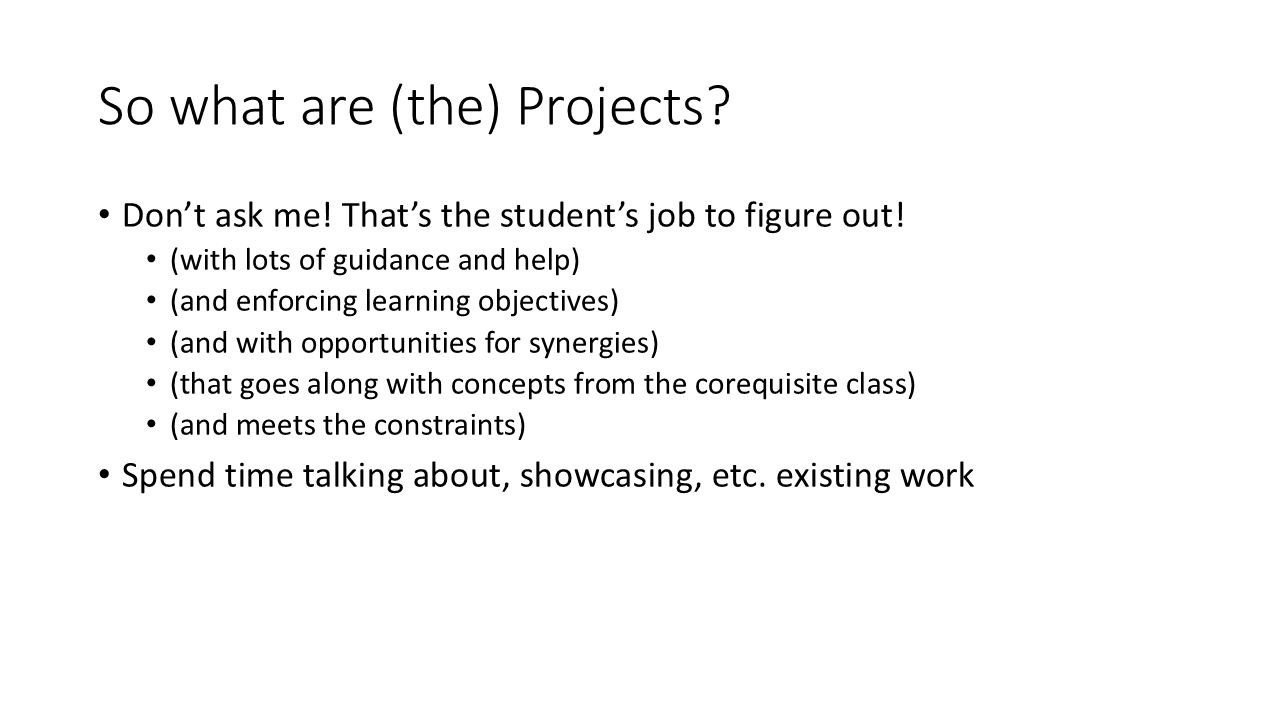 So what are (the) Projects?
• Don’t ask me! That’s the student’s job to figure out!
• (with lots of guidance and help)
• (and enforcing learning objectives)
• (and with opportunities for synergies)
• (that goes along with concepts from the corequisite class)
• (and meets the constraints)
• Spend time talking about, showcasing, etc. existing work